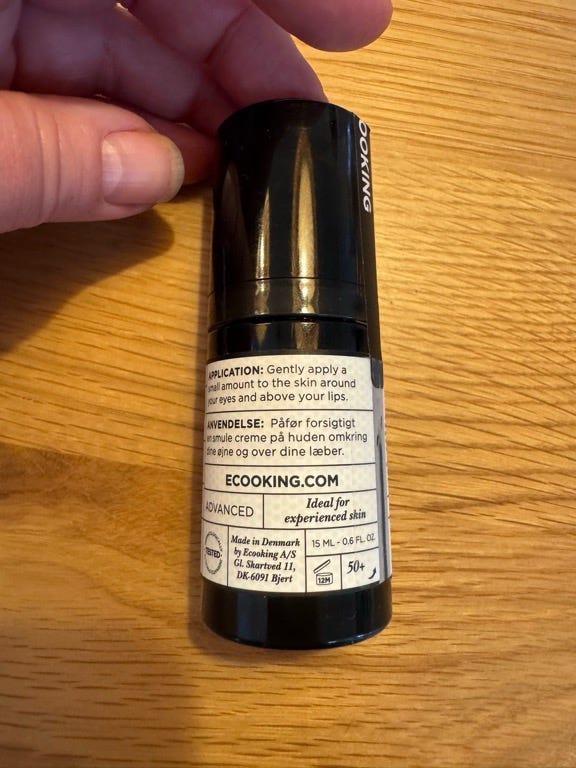 OOKING
APPLICATION: Gently apply a
small amount to the skin around
your eyes and above your lips.
ANVENDELSE: Påfør forsigtigt
en smule creme på huden omkring
dine øjne og over dine læber.
ECOOKING.COM
ADVANCED
Ideal for
experienced skin
TESTED
Made in Denmark
by Ecooking A/S
Gl. Skartved 11,
DK-6091 Bjert
15 ML - 0.6 FL. OZ.
12M
50+